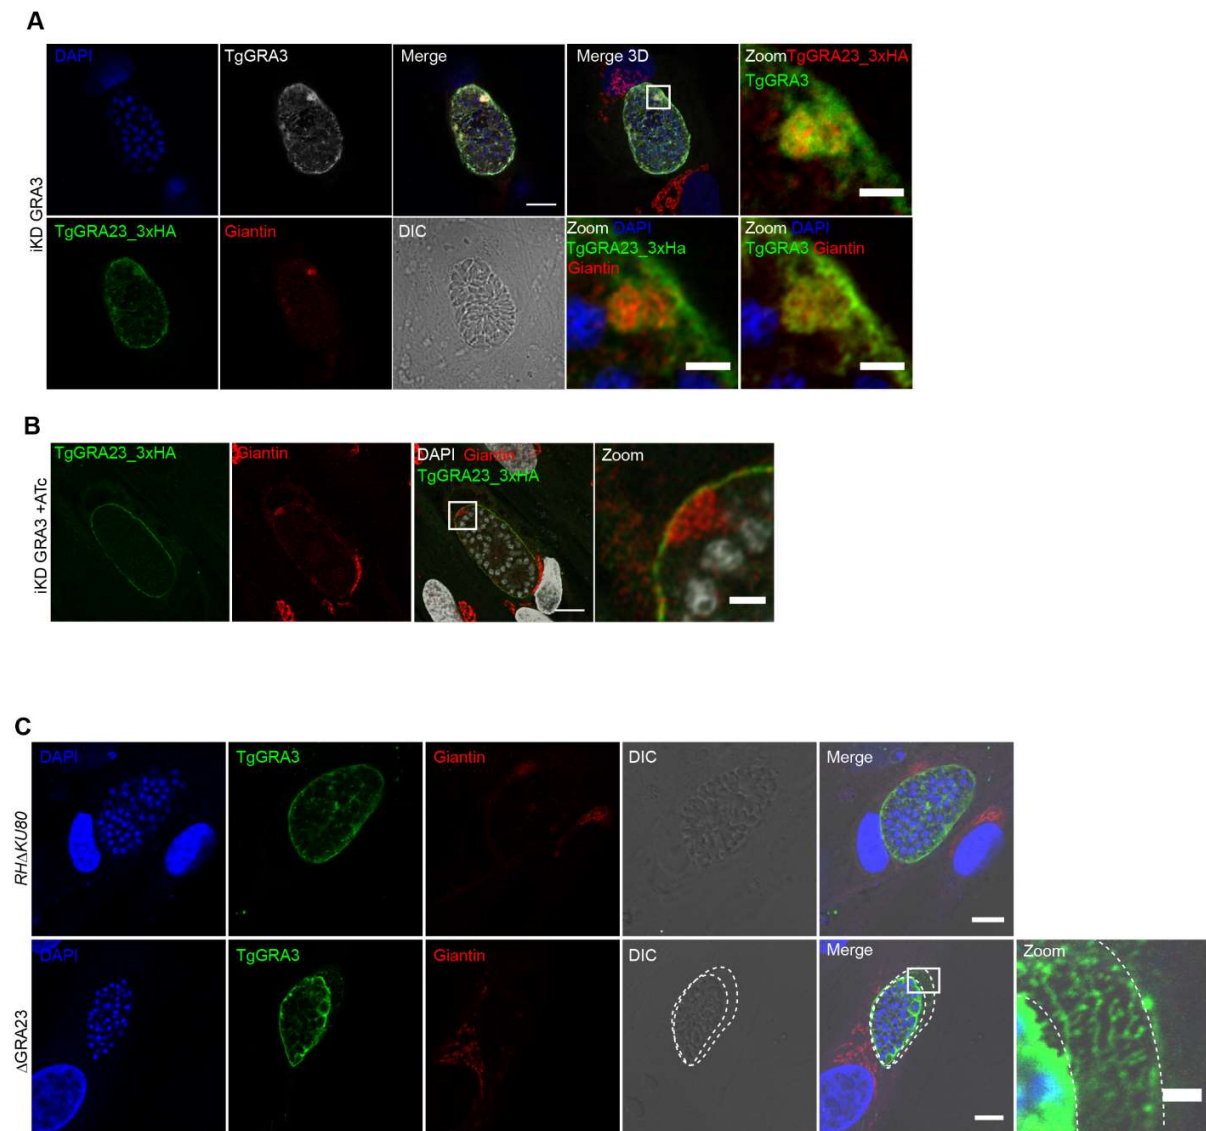 A
DAPI
TgGRA3
Merge
Merge 3D
ZoomTgGRA23_3xHA
TgGRA3
iKD GRA3
TgGRA23_3xHA
Giantin
DIC
Zoom DAPI
TgGRA23_3xHa
Giantin
Zoom DAPI
TgGRA3 Giantin
B
iKD GRA3 +ATc
TgGRA23_3xHA
Giantin
DAPI Giantin
TgGRA23_3xHA
Zoom
C
RHΔKU80
DAPI
TgGRA3
Giantin
DIC
Merge
ΔGRA23
DAPI
TgGRA3
Giantin
DIC
Merge
Zoom